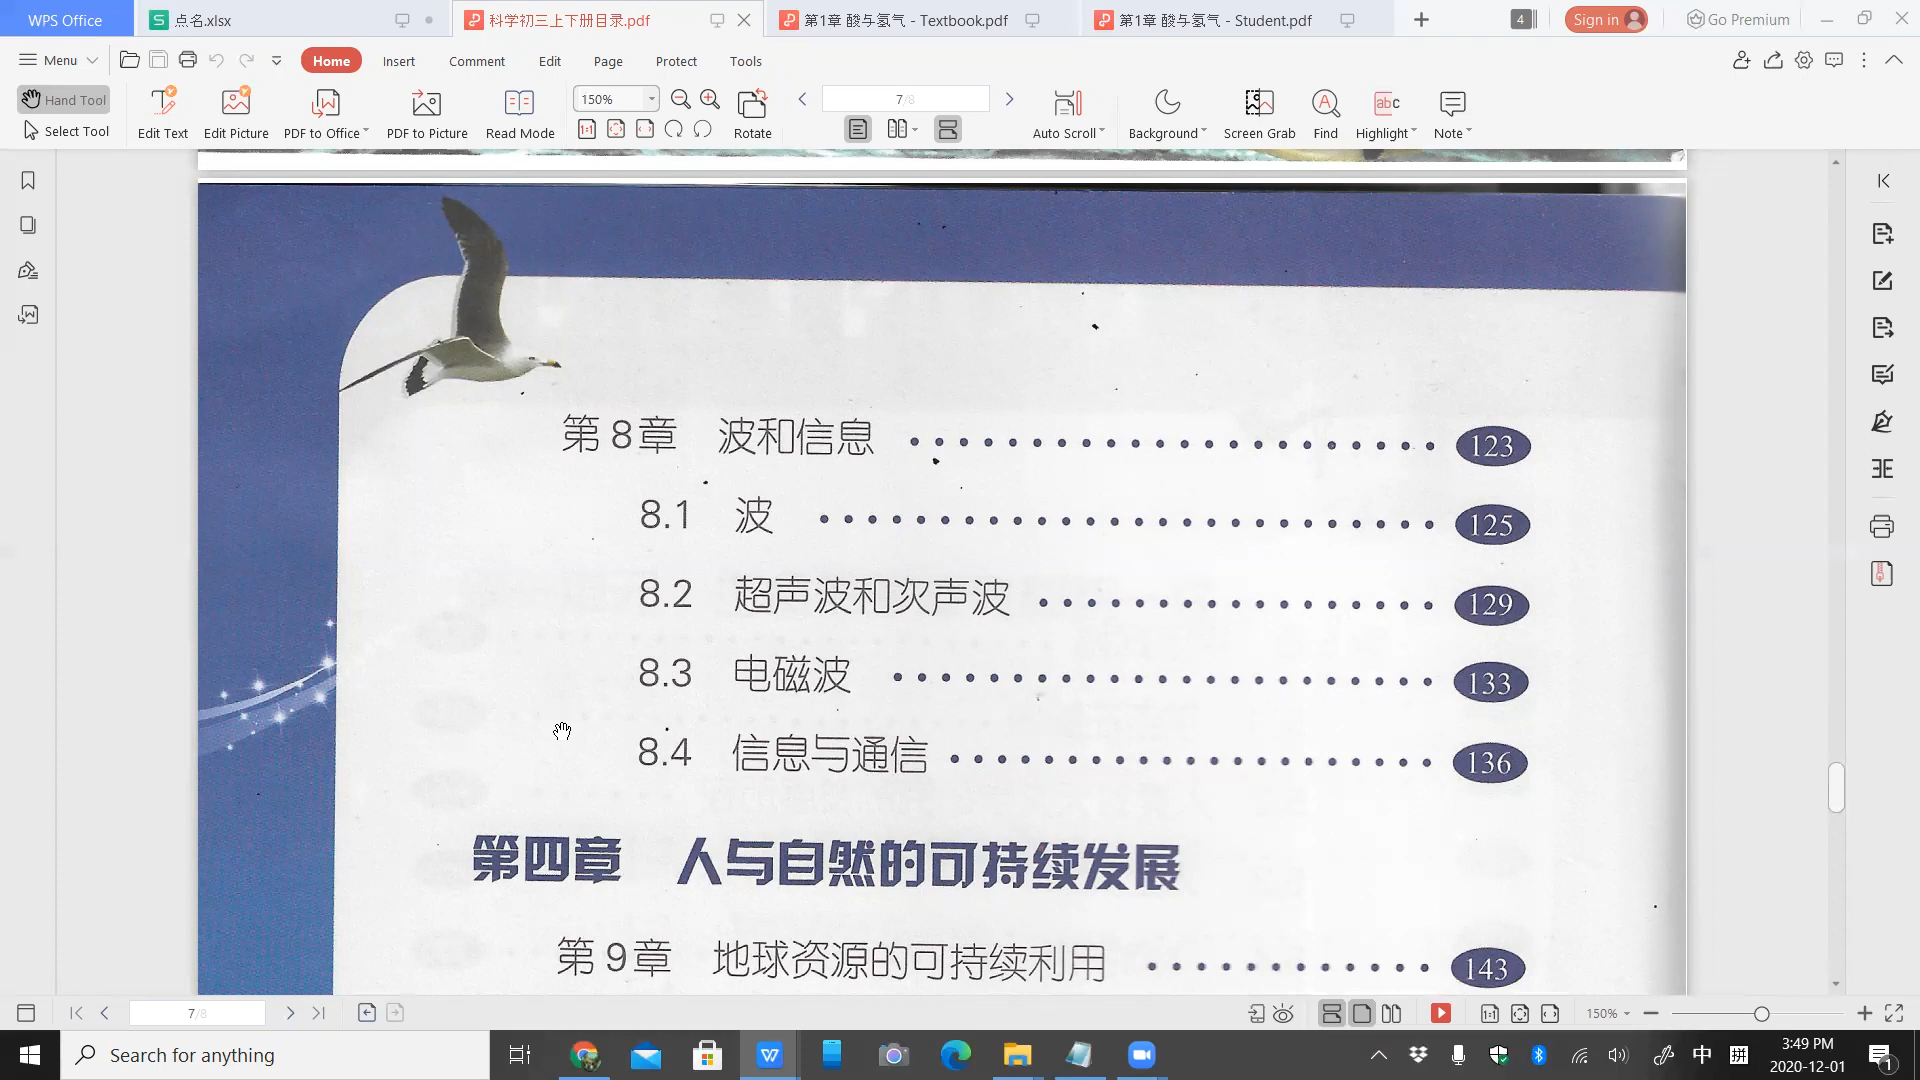 WPS Office 点名.xlsx 科学初三上下册目录.pdf 第1章 酸与氢气 - Textbook.pdf 第1章 酸与氢气 - Student.pdf 4 Sign in Go Premium
Menu Home Insert Comment Edit Page Protect Tools
Hand Tool 150% 7/8
Select Tool Edit Text Edit Picture PDF to Office PDF to Picture Read Mode Rotate Auto Scroll Background Screen Grab Find Highlight Note
第8章 波和信息 123
8.1 波 125
8.2 超声波和次声波 129
8.3 电磁波 133
8.4 信息与通信 136
第四章 人与自然的可持续发展
第9章 地球资源的可持续利用 143
7/8 150%
Search for anything 中 拼 3:49 PM
2020-12-01 1